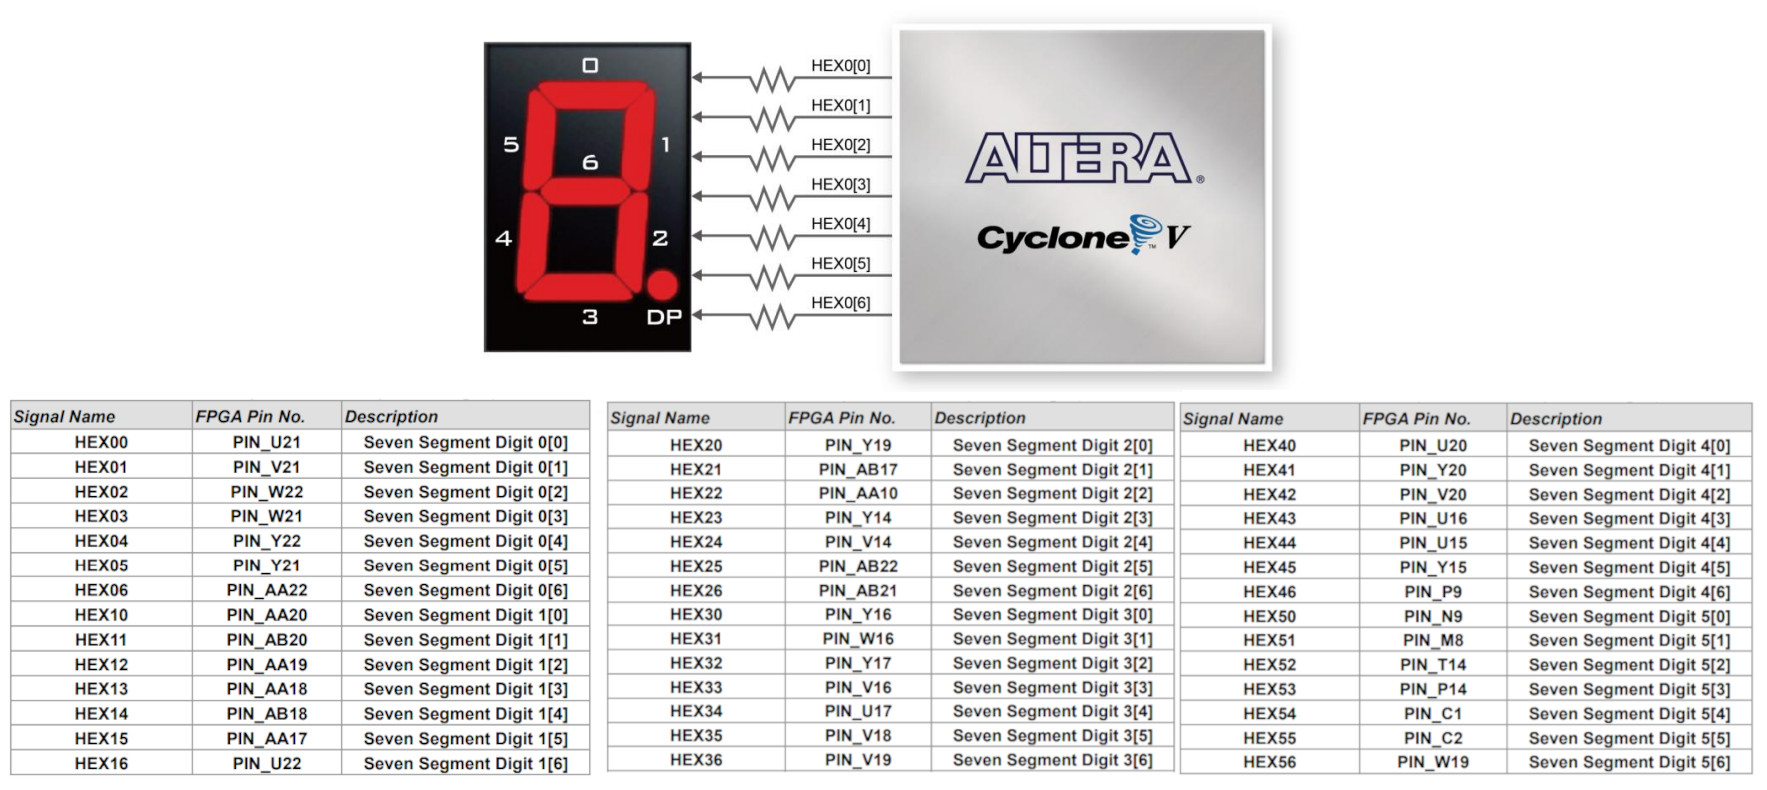 0
5
1
6
4
2
3
DP
HEX0[0]
HEX0[1]
HEX0[2]
HEX0[3]
HEX0[4]
HEX0[5]
HEX0[6]
ALTERA®
Cyclone™ V
Signal Name FPGA Pin No. Description
HEX00 PIN_U21 Seven Segment Digit 0[0]
HEX01 PIN_V21 Seven Segment Digit 0[1]
HEX02 PIN_W22 Seven Segment Digit 0[2]
HEX03 PIN_W21 Seven Segment Digit 0[3]
HEX04 PIN_Y22 Seven Segment Digit 0[4]
HEX05 PIN_Y21 Seven Segment Digit 0[5]
HEX06 PIN_AA22 Seven Segment Digit 0[6]
HEX10 PIN_AA20 Seven Segment Digit 1[0]
HEX11 PIN_AB20 Seven Segment Digit 1[1]
HEX12 PIN_AA19 Seven Segment Digit 1[2]
HEX13 PIN_AA18 Seven Segment Digit 1[3]
HEX14 PIN_AB18 Seven Segment Digit 1[4]
HEX15 PIN_AA17 Seven Segment Digit 1[5]
HEX16 PIN_U22 Seven Segment Digit 1[6]
Signal Name FPGA Pin No. Description
HEX20 PIN_Y19 Seven Segment Digit 2[0]
HEX21 PIN_AB17 Seven Segment Digit 2[1]
HEX22 PIN_AA10 Seven Segment Digit 2[2]
HEX23 PIN_Y14 Seven Segment Digit 2[3]
HEX24 PIN_V14 Seven Segment Digit 2[4]
HEX25 PIN_AB22 Seven Segment Digit 2[5]
HEX26 PIN_AB21 Seven Segment Digit 2[6]
HEX30 PIN_Y16 Seven Segment Digit 3[0]
HEX31 PIN_W16 Seven Segment Digit 3[1]
HEX32 PIN_Y17 Seven Segment Digit 3[2]
HEX33 PIN_V16 Seven Segment Digit 3[3]
HEX34 PIN_U17 Seven Segment Digit 3[4]
HEX35 PIN_V18 Seven Segment Digit 3[5]
HEX36 PIN_V19 Seven Segment Digit 3[6]
Signal Name FPGA Pin No. Description
HEX40 PIN_U20 Seven Segment Digit 4[0]
HEX41 PIN_Y20 Seven Segment Digit 4[1]
HEX42 PIN_V20 Seven Segment Digit 4[2]
HEX43 PIN_U16 Seven Segment Digit 4[3]
HEX44 PIN_U15 Seven Segment Digit 4[4]
HEX45 PIN_Y15 Seven Segment Digit 4[5]
HEX46 PIN_P9 Seven Segment Digit 4[6]
HEX50 PIN_N9 Seven Segment Digit 5[0]
HEX51 PIN_M8 Seven Segment Digit 5[1]
HEX52 PIN_T14 Seven Segment Digit 5[2]
HEX53 PIN_P14 Seven Segment Digit 5[3]
HEX54 PIN_C1 Seven Segment Digit 5[4]
HEX55 PIN_C2 Seven Segment Digit 5[5]
HEX56 PIN_W19 Seven Segment Digit 5[6]